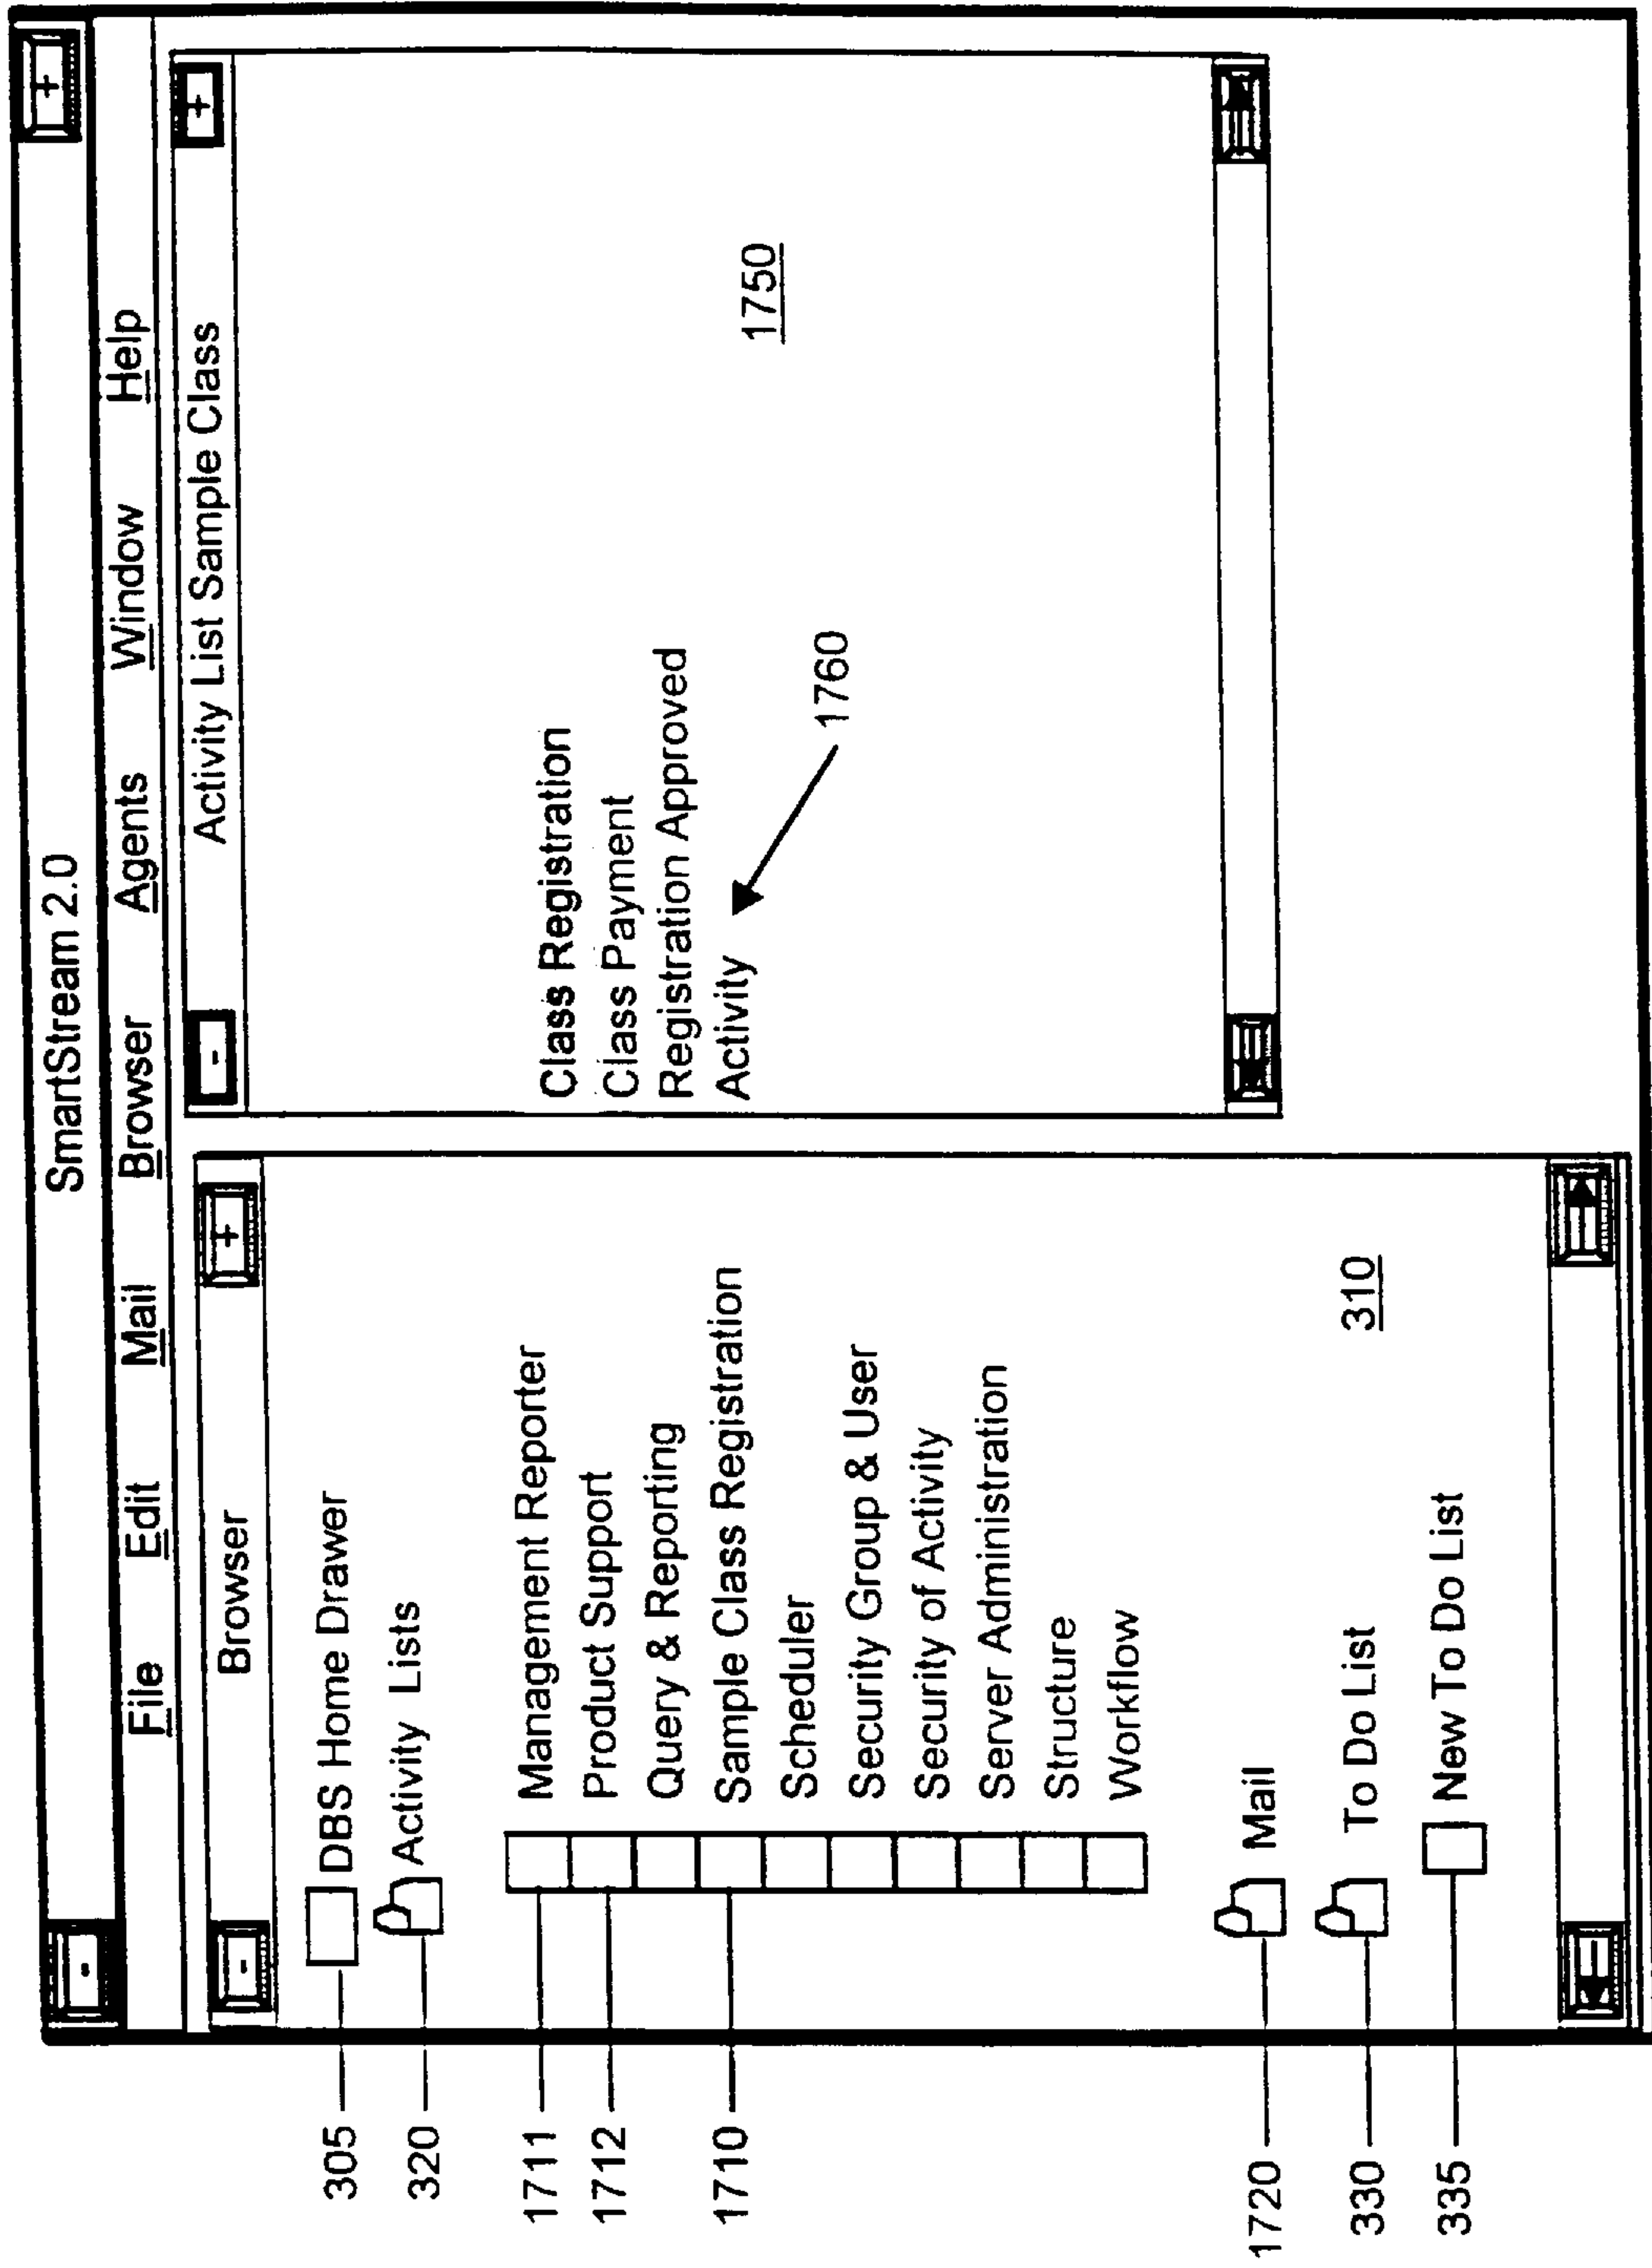 SmartStream 2.0
- +
File Edit Mail Browser Agents Window Help
- Browser +
305 DBS Home Drawer
320 Activity Lists
1711 Management Reporter
1712 Product Support
Query & Reporting
1710 Sample Class Registration
Scheduler
Security Group & User
Security of Activity
Server Administration
Structure
Workflow
1720 Mail
310
330 To Do List
335 New To Do List
- Activity List Sample Class +
Class Registration
Class Payment
Registration Approved
Activity
1760
1750